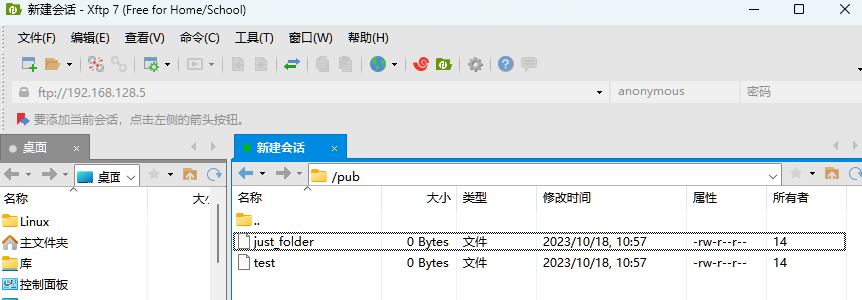 新建会话 - Xftp 7 (Free for Home/School)
文件(F) 编辑(E) 查看(V) 命令(C) 工具(T) 窗口(W) 帮助(H)
ftp://192.168.128.5 anonymous 密码
要添加当前会话，点击左侧的箭头按钮。
桌面 × 新建会话 ×
桌面 /pub
名称 大小 名称 大小 类型 修改时间 属性 所有者
Linux ..
主文件夹 just_folder 0 Bytes 文件 2023/10/18, 10:57 -rw-r--r-- 14
库 test 0 Bytes 文件 2023/10/18, 10:57 -rw-r--r-- 14
控制面板